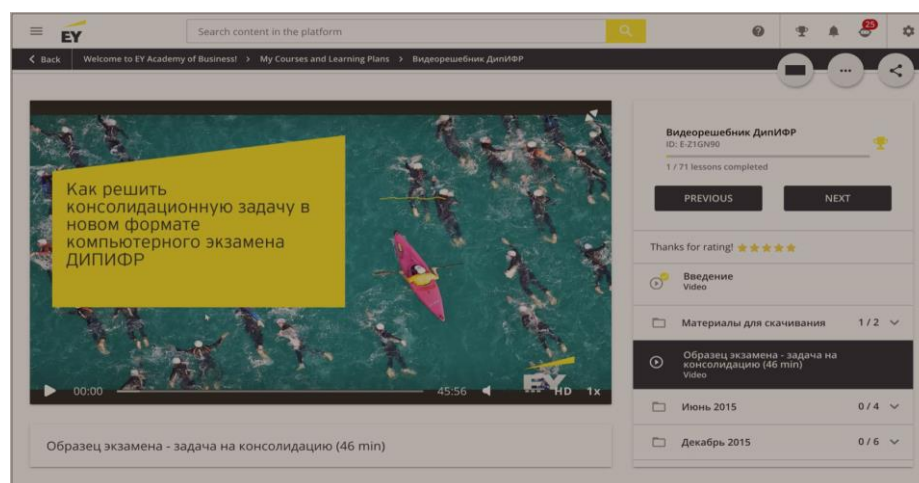 EY
Search content in the platform
25
Back
Welcome to EY Academy of Business! > My Courses and Learning Plans > Видеорешебник ДипИФР
Как решить
консолидационную задачу в
новом формате
компьютерного экзамена
ДИПИФР
EY
00:00
45:56
HD 1x
Образец экзамена - задача на консолидацию (46 min)
Видеорешебник ДипИФР
ID: E-Z1GN90
1 / 71 lessons completed
PREVIOUS
NEXT
Thanks for rating!
Введение
Video
Материалы для скачивания 1 / 2
Образец экзамена - задача на
консолидацию (46 min)
Video
Июнь 2015 0 / 4
Декабрь 2015 0 / 6